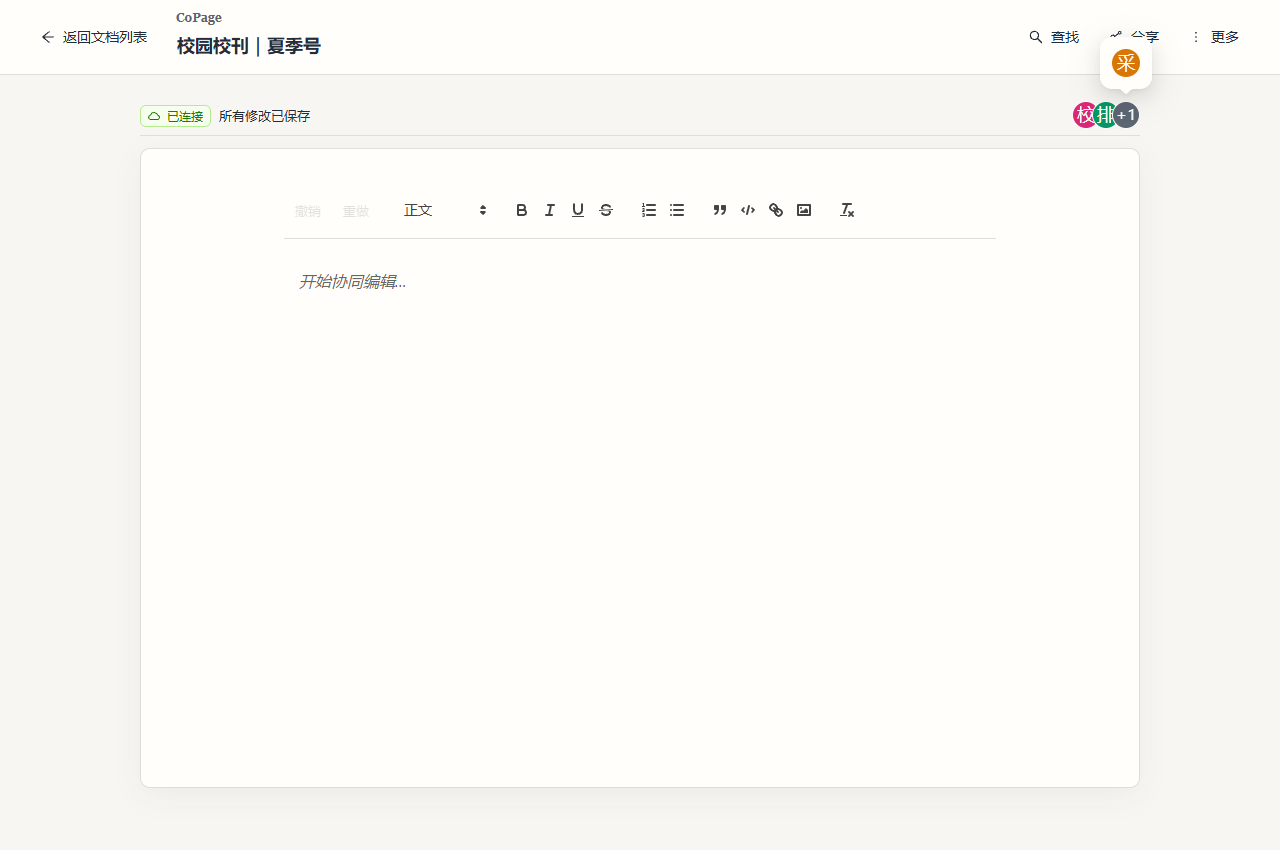 CoPage
返回文档列表
校园校刊｜夏季号
查找
分享
更多
采
已连接
所有修改已保存
校
排
+1
撤销
重做
正文
开始协同编辑...